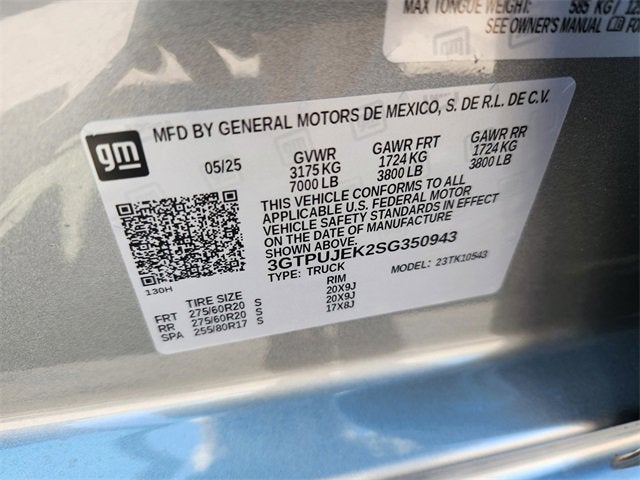 MAX TONGUE WEIGHT: 585 KG/
SEE OWNER'S MANUAL
gm
gm
MFD BY GENERAL MOTORS DE MEXICO, S. DE R.L. DE C.V.
05/25 GVWR GAWR FRT GAWR RR
3175 KG 1724 KG 1724 KG
7000 LB 3800 LB 3800 LB
THIS VEHICLE CONFORMS TO ALL
APPLICABLE U.S. FEDERAL MOTOR
VEHICLE SAFETY STANDARDS IN EFFECT
ON THE DATE OF MANUFACTURE
SHOWN ABOVE.
3GTPUJEK2SG350943
TYPE: TRUCK MODEL: 23TK10543
130H
TIRE SIZE RIM
FRT 275/60R20 S 20X9J
RR 275/60R20 S 20X9J
SPA 255/80R17 S 17X8J